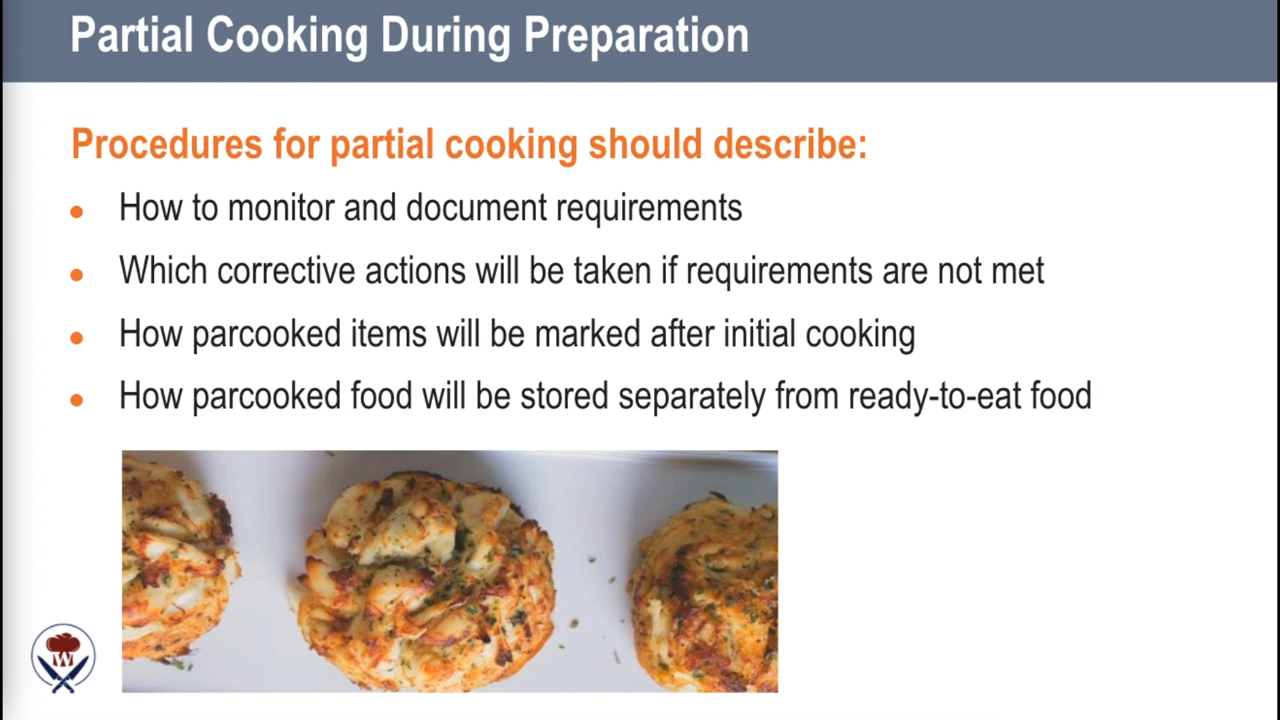 Partial Cooking During Preparation
Procedures for partial cooking should describe:
How to monitor and document requirements
Which corrective actions will be taken if requirements are not met
How parcooked items will be marked after initial cooking
How parcooked food will be stored separately from ready-to-eat food
W